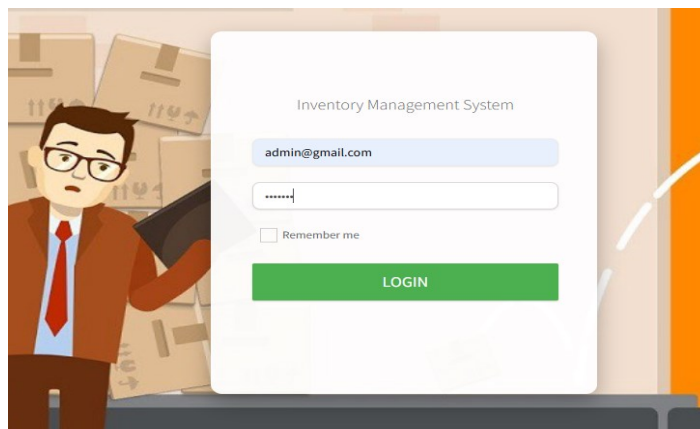 Inventory Management System
admin@gmail.com
•••••••
Remember me
LOGIN